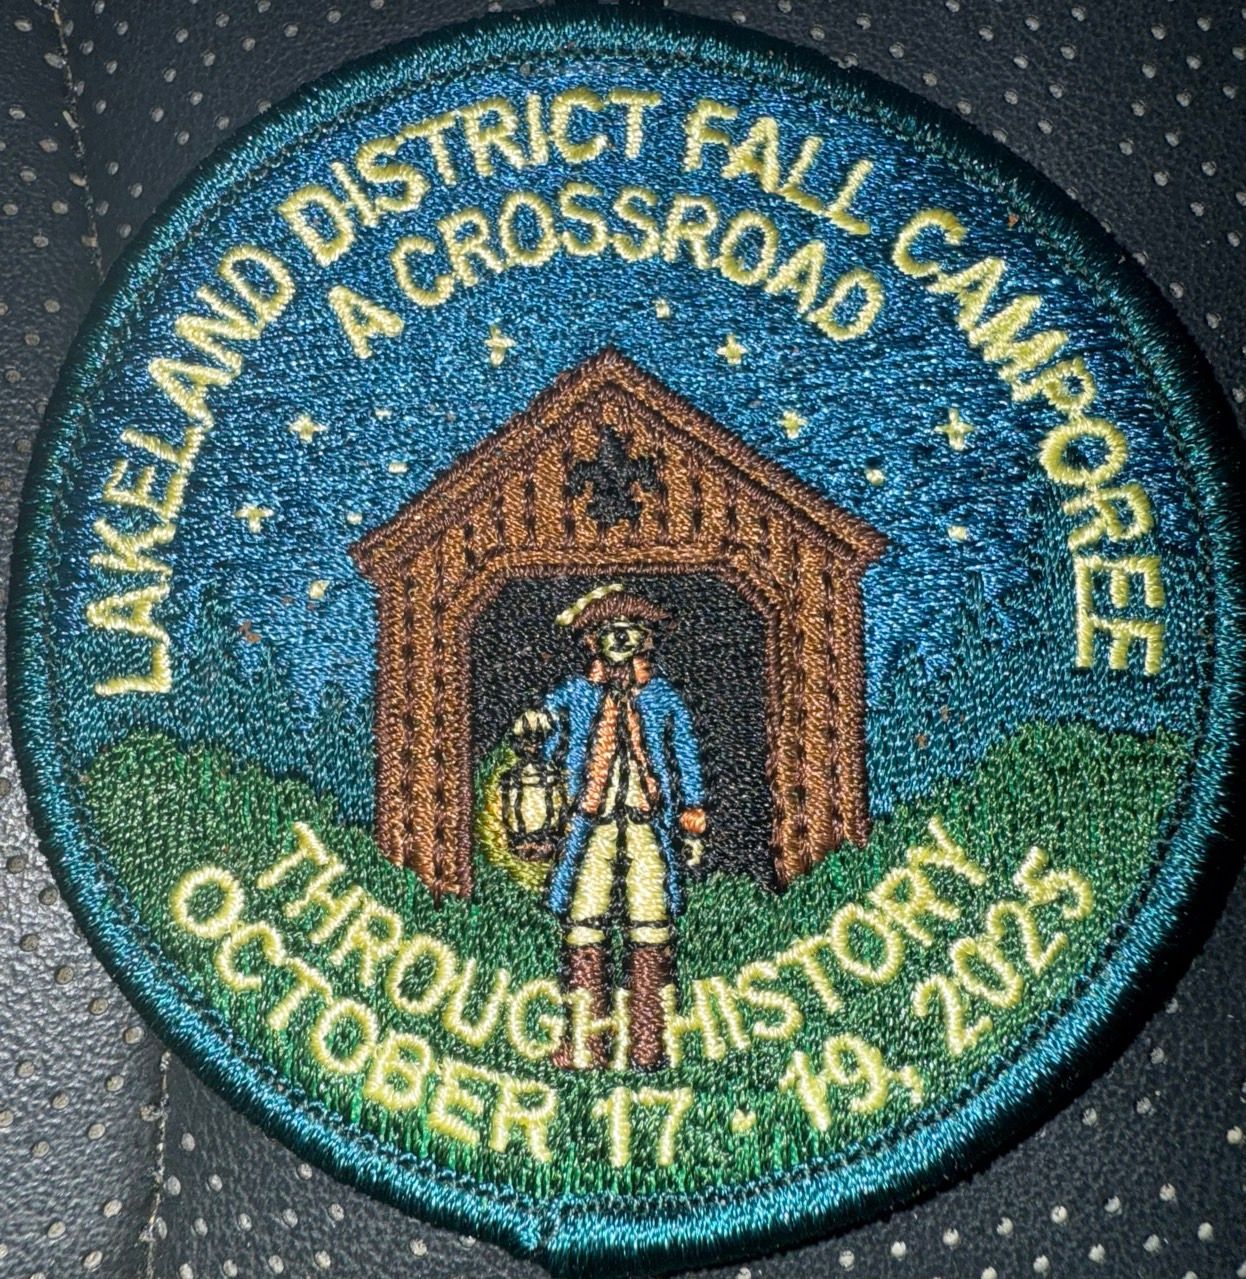 LAKELAND DISTRICT FALL CAMPOREE
A CROSSROAD
THROUGH HISTORY
OCTOBER 17 - 19, 2025